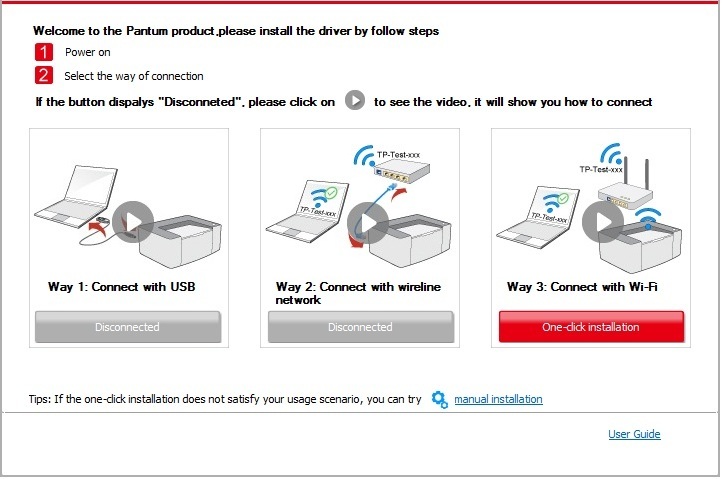 Welcome to the Pantum product,please install the driver by follow steps
1 Power on
2 Select the way of connection
If the button dispalys "Disconneted", please click on to see the video, it will show you how to connect
TP-Test-xxx
Way 1: Connect with USB
Disconnected
TP-Test-xxx
TP-Test-xxx
Way 2: Connect with wireline
network
Disconnected
TP-Test-xxx
TP-Test-xxx
Way 3: Connect with Wi-Fi
One-click installation
Tips: If the one-click installation does not satisfy your usage scenario, you can try manual installation
User Guide